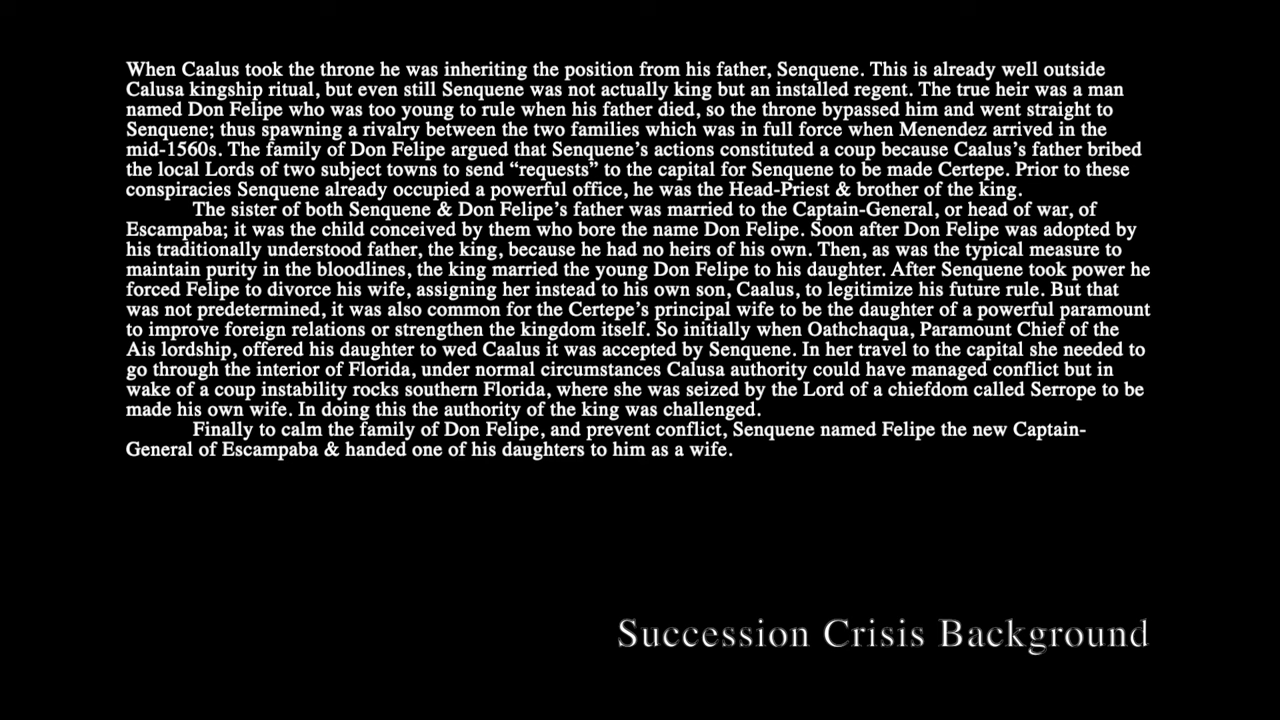 When Caalus took the throne he was inheriting the position from his father, Senquene. This is already well outside
Calusa kingship ritual, but even still Senquene was not actually king but an installed regent. The true heir was a man
named Don Felipe who was too young to rule when his father died, so the throne bypassed him and went straight to
Senquene; thus spawning a rivalry between the two families which was in full force when Menendez arrived in the
mid-1560s. The family of Don Felipe argued that Senquene’s actions constituted a coup because Caalus’s father bribed
the local Lords of two subject towns to send “requests” to the capital for Senquene to be made Certepe. Prior to these
conspiracies Senquene already occupied a powerful office, he was the Head-Priest & brother of the king.
The sister of both Senquene & Don Felipe’s father was married to the Captain-General, or head of war, of
Escampaba; it was the child conceived by them who bore the name Don Felipe. Soon after Don Felipe was adopted by
his traditionally understood father, the king, because he had no heirs of his own. Then, as was the typical measure to
maintain purity in the bloodlines, the king married the young Don Felipe to his daughter. After Senquene took power he
forced Felipe to divorce his wife, assigning her instead to his own son, Caalus, to legitimize his future rule. But that
was not predetermined, it was also common for the Certepe’s principal wife to be the daughter of a powerful paramount
to improve foreign relations or strengthen the kingdom itself. So initially when Oathchaqua, Paramount Chief of the
Ais lordship, offered his daughter to wed Caalus it was accepted by Senquene. In her travel to the capital she needed to
go through the interior of Florida, under normal circumstances Calusa authority could have managed conflict but in
wake of a coup instability rocks southern Florida, where she was seized by the Lord of a chiefdom called Serrope to be
made his own wife. In doing this the authority of the king was challenged.
Finally to calm the family of Don Felipe, and prevent conflict, Senquene named Felipe the new Captain-
General of Escampaba & handed one of his daughters to him as a wife.
Succession Crisis Background